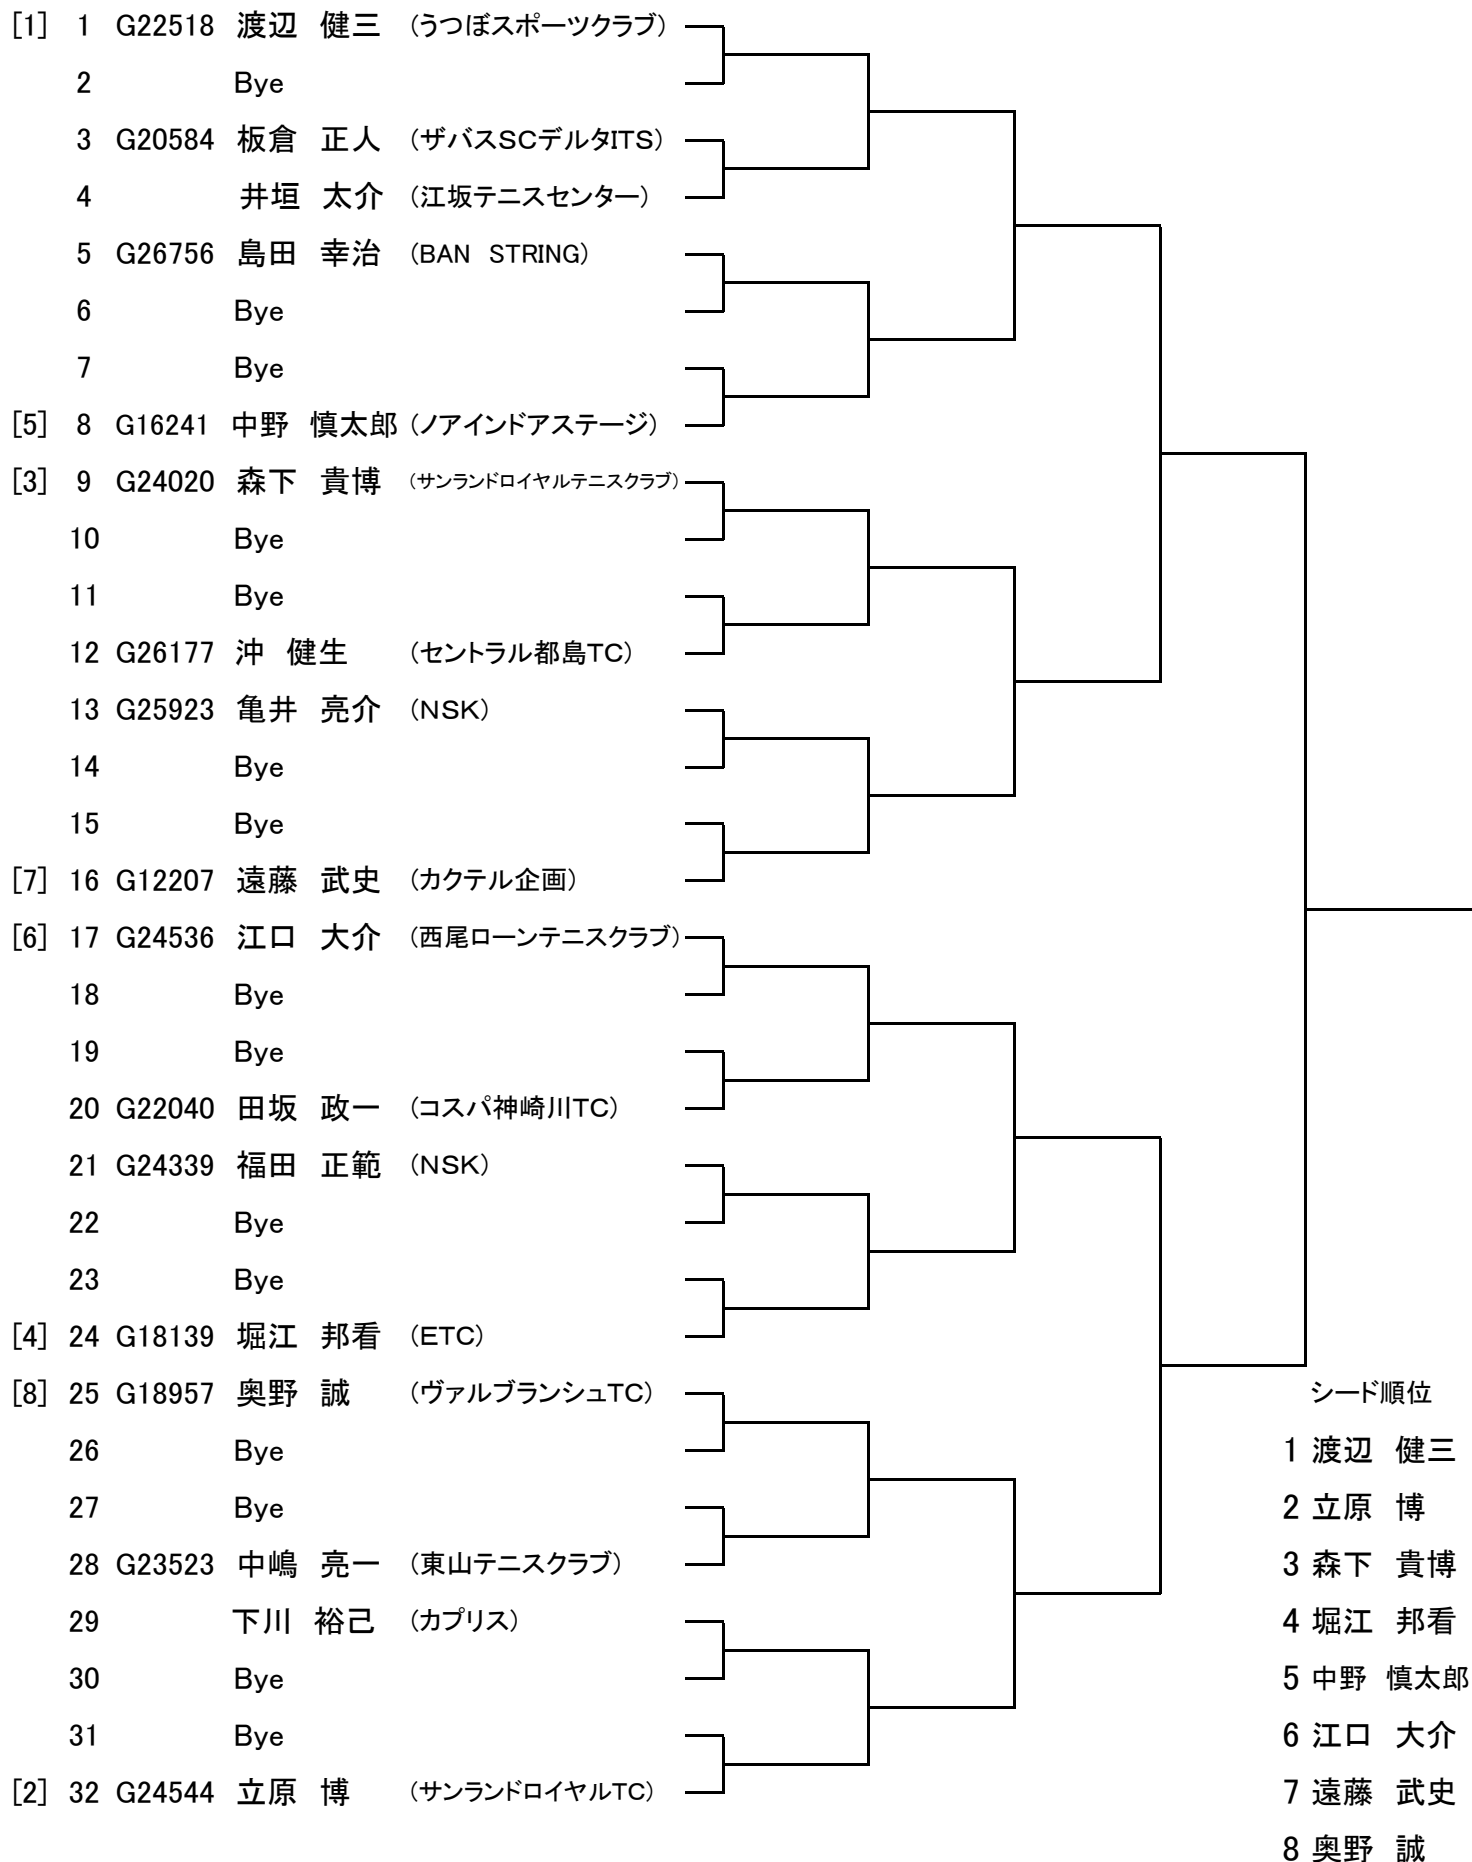 [1] 1 G22518 渡辺 健三 (うつぼスポーツクラブ)
2 Bye
3 G20584 板倉 正人 (ザバスSCデルタITS)
4 井垣 太介 (江坂テニスセンター)
5 G26756 島田 幸治 (BAN STRING)
6 Bye
7 Bye
[5] 8 G16241 中野 慎太郎 (ノアインドアステージ)
[3] 9 G24020 森下 貴博 (サンランドロイヤルテニスクラブ)
10 Bye
11 Bye
12 G26177 沖 健生 (セントラル都島TC)
13 G25923 亀井 亮介 (NSK)
14 Bye
15 Bye
[7] 16 G12207 遠藤 武史 (カクテル企画)
[6] 17 G24536 江口 大介 (西尾ローンテニスクラブ)
18 Bye
19 Bye
20 G22040 田坂 政一 (コスパ神崎川TC)
21 G24339 福田 正範 (NSK)
22 Bye
23 Bye
[4] 24 G18139 堀江 邦看 (ETC)
[8] 25 G18957 奥野 誠 (ヴァルブランシュTC)
26 Bye
27 Bye
28 G23523 中嶋 亮一 (東山テニスクラブ)
29 下川 裕己 (カプリス)
30 Bye
31 Bye
[2] 32 G24544 立原 博 (サンランドロイヤルTC)
シード順位
1 渡辺 健三
2 立原 博
3 森下 貴博
4 堀江 邦看
5 中野 慎太郎
6 江口 大介
7 遠藤 武史
8 奥野 誠